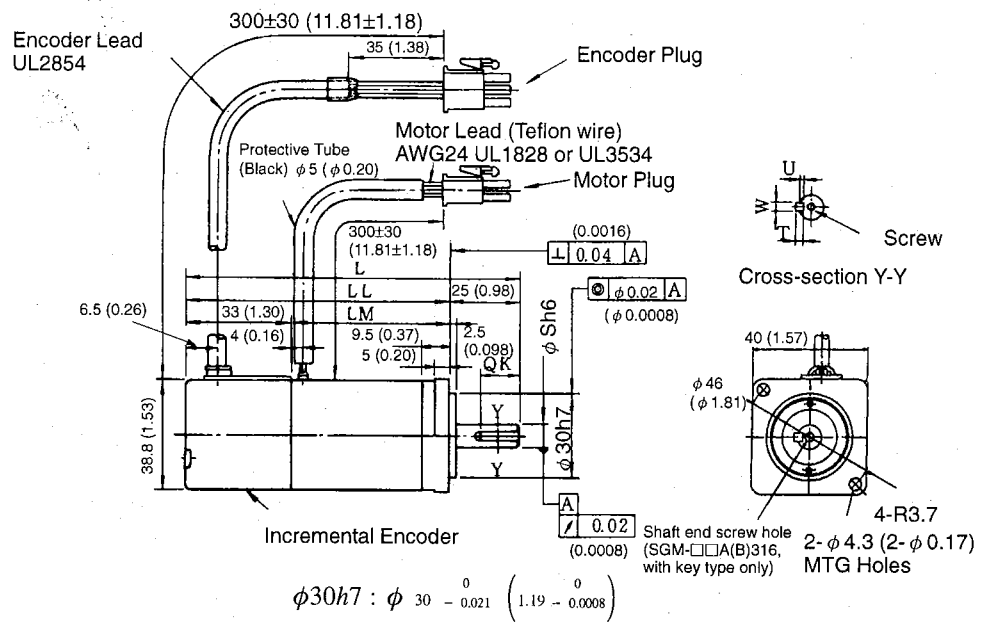 300±30 (11.81±1.18)
Encoder Lead
UL2854
35 (1.38)
Encoder Plug
Motor Lead (Teflon wire)
AWG24 UL1828 or UL3534
Protective Tube
(Black) φ5 (φ0.20)
Motor Plug
300±30
(11.81±1.18)
U
W
T
Screw
Cross-section Y-Y
(0.0016)
⊥ 0.04 A
L
LL
25 (0.98)
◎ φ0.02 A
(φ0.0008)
6.5 (0.26)
33 (1.30)
LM
4 (0.16)
9.5 (0.37)
2.5
(0.098)
5 (0.20)
QK
φSh6
40 (1.57)
φ46
(φ1.81)
38.8 (1.53)
Y
Y
φ30h7
A
↗ 0.02
(0.0008)
Incremental Encoder
Shaft end screw hole
(SGM-□□A(B)316,
with key type only)
4-R3.7
2-φ4.3 (2-φ0.17)
MTG Holes
φ30h7 : φ 30 0 - 0.021 (1.19 0 - 0.0008)